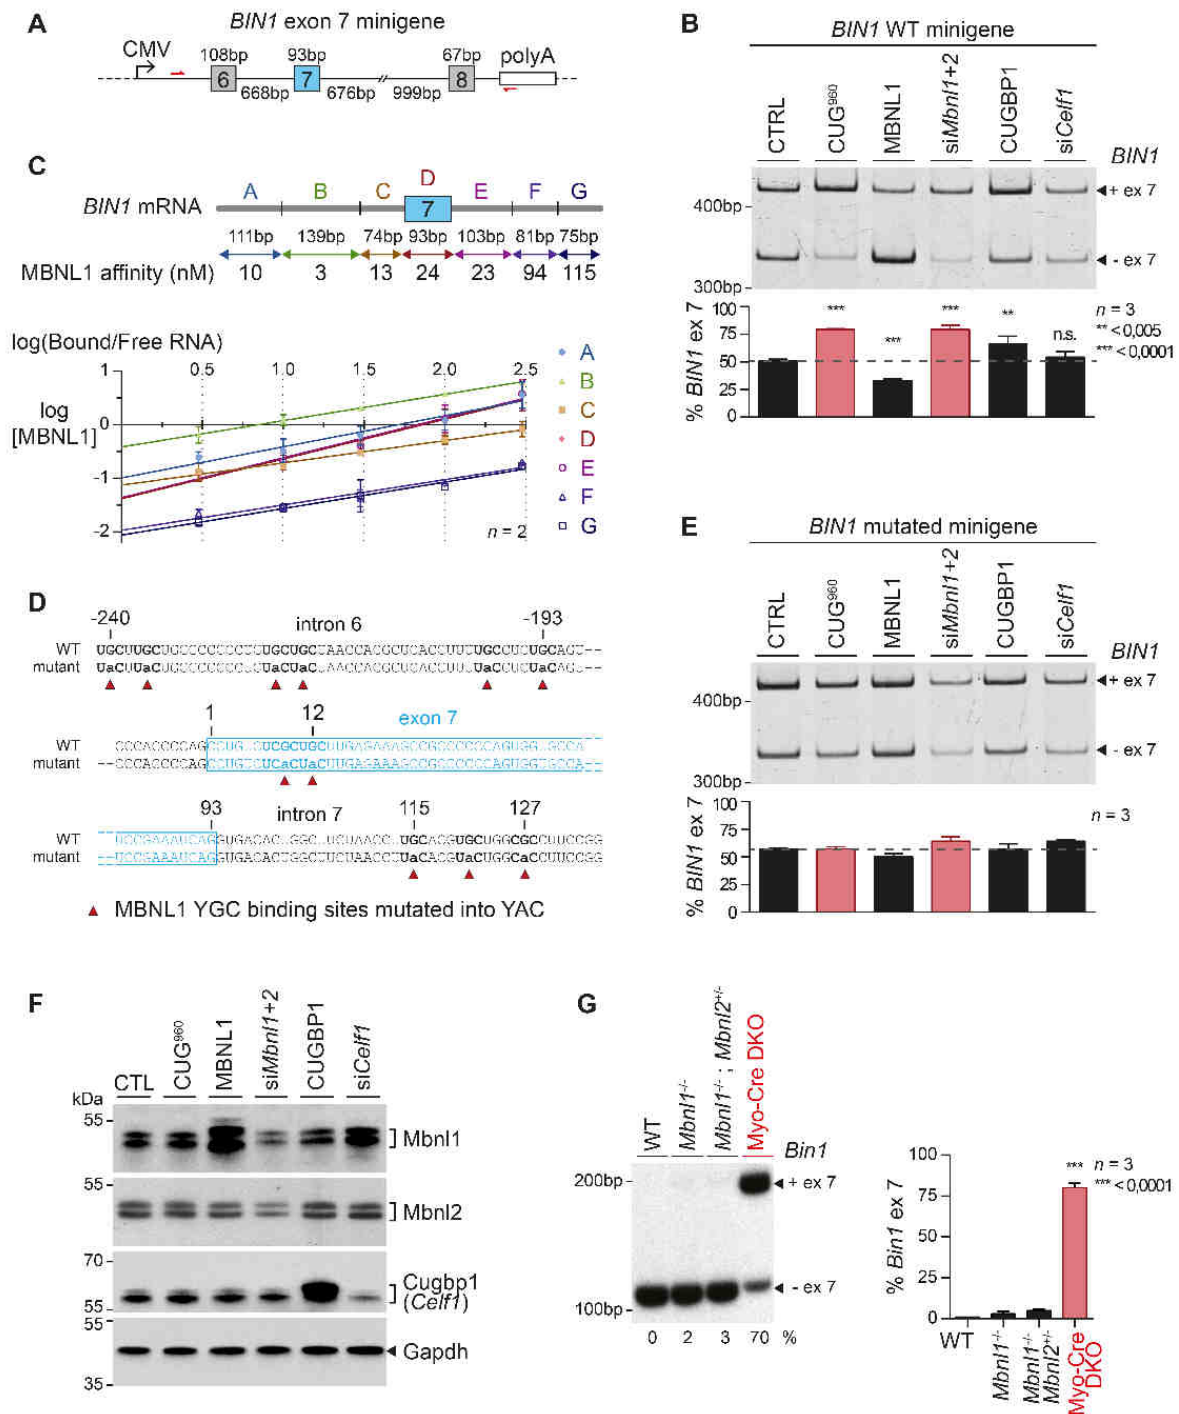 A
BIN1 exon 7 minigene
CMV
108bp
93bp
67bp
polyA
6
7
8
668bp
676bp
999bp
B
BIN1 WT minigene
CTRL
CUG960
MBNL1
siMbnl1+2
CUGBP1
siCelf1
BIN1
400bp
+ ex 7
300bp
- ex 7
% BIN1 ex 7
100
75
50
25
0
***
***
***
**
n.s.
n = 3
** < 0,005
*** < 0,0001
C
A B C D E F G
BIN1 mRNA
7
111bp 139bp 74bp 93bp 103bp 81bp 75bp
MBNL1 affinity (nM) 10 3 13 24 23 94 115
log(Bound/Free RNA)
1
0.5 1.0 1.5 2.0 2.5
log
[MBNL1]
0
-1
-2
A
B
C
D
E
F
G
n = 2
D
-240
intron 6
-193
WT
mutant
1
12
exon 7
WT
mutant
93
intron 7
115
127
WT
mutant
MBNL1 YGC binding sites mutated into YAC
E
BIN1 mutated minigene
CTRL
CUG960
MBNL1
siMbnl1+2
CUGBP1
siCelf1
BIN1
400bp
+ ex 7
300bp
- ex 7
% BIN1 ex 7
100
75
50
25
0
n = 3
F
CTL
CUG960
MBNL1
siMbnl1+2
CUGBP1
siCelf1
kDa
55
Mbnl1
55
Mbnl2
70
Cugbp1
(Celf1)
55
55
Gapdh
35
G
WT
Mbnl1-/-
Mbnl1-/- ; Mbnl2+/-
Myo-Cre DKO
Bin1
200bp
+ ex 7
- ex 7
100bp
0 2 3 70 %
% Bin1 ex 7
100
75
50
25
0
***
n = 3
*** < 0,0001
WT
Mbnl1-/-
Mbnl1-/-
Mbnl2+/-
Myo-Cre
DKO